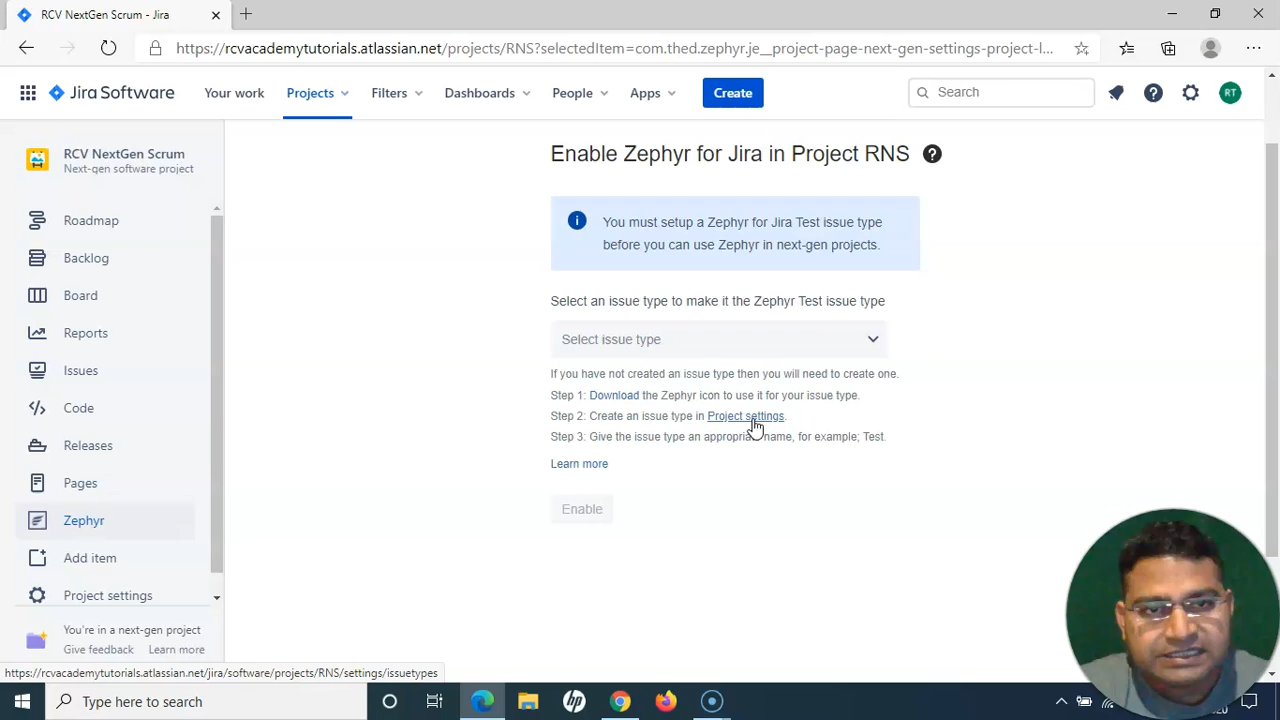 RCV NextGen Scrum - Jira
https://rcvacademytutorials.atlassian.net/projects/RNS?selectedItem=com.thed.zephyr.je__project-page-next-gen-settings-project-l...
Jira Software
Your work
Projects
Filters
Dashboards
People
Apps
Create
Search
RT
RCV NextGen Scrum
Next-gen software project
Roadmap
Backlog
Board
Reports
Issues
Code
Releases
Pages
Zephyr
Add item
Project settings
You're in a next-gen project
Give feedback Learn more
Enable Zephyr for Jira in Project RNS
You must setup a Zephyr for Jira Test issue type
before you can use Zephyr in next-gen projects.
Select an issue type to make it the Zephyr Test issue type
Select issue type
If you have not created an issue type then you will need to create one.
Step 1: Download the Zephyr icon to use it for your issue type.
Step 2: Create an issue type in Project settings.
Step 3: Give the issue type an appropria name, for example; Test.
Learn more
Enable
https://rcvacademytutorials.atlassian.net/jira/software/projects/RNS/settings/issuetypes
Type here to search